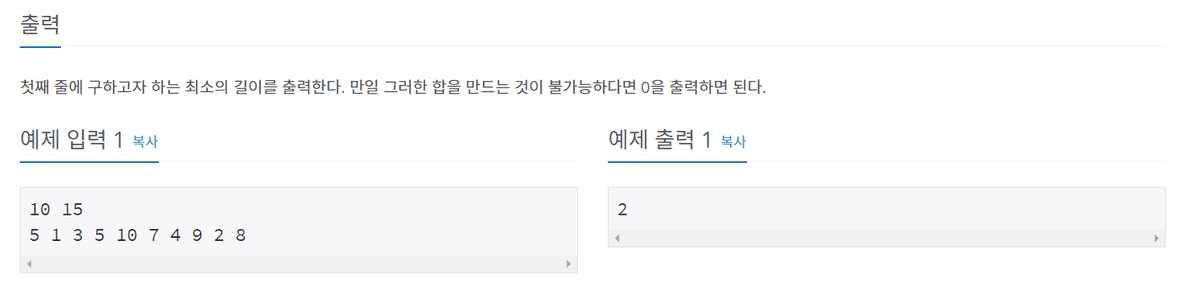 출력
첫째 줄에 구하고자 하는 최소의 길이를 출력한다. 만일 그러한 합을 만드는 것이 불가능하다면 0을 출력하면 된다.
예제 입력 1 복사
10 15
5 1 3 5 10 7 4 9 2 8
예제 출력 1 복사
2